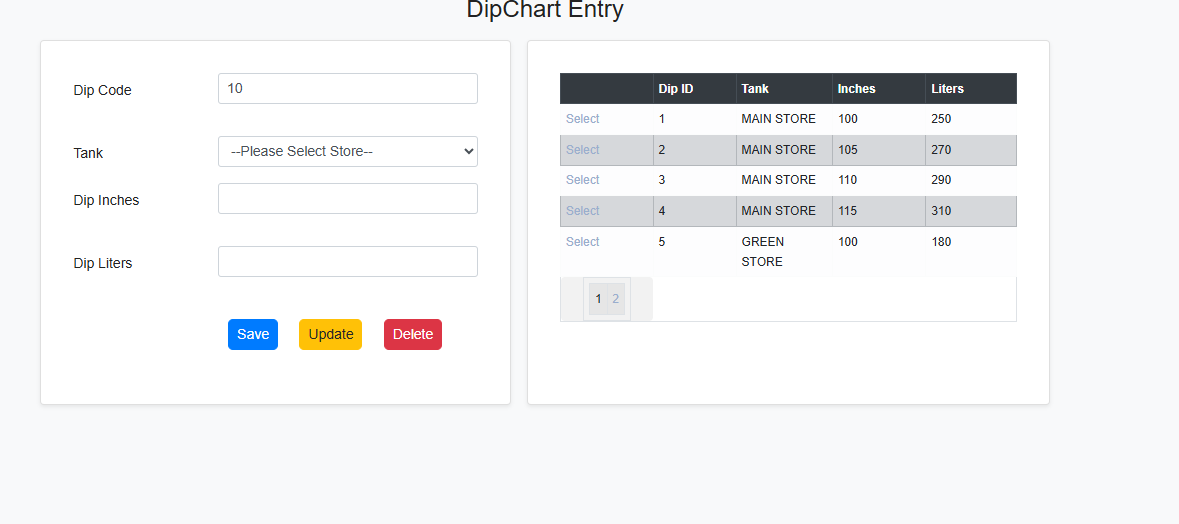 DipChart Entry
Dip Code
10
Tank
--Please Select Store--
Dip Inches
Dip Liters
Save Update Delete
Dip ID Tank Inches Liters
Select 1 MAIN STORE 100 250
Select 2 MAIN STORE 105 270
Select 3 MAIN STORE 110 290
Select 4 MAIN STORE 115 310
Select 5 GREEN 100 180
STORE
1 2